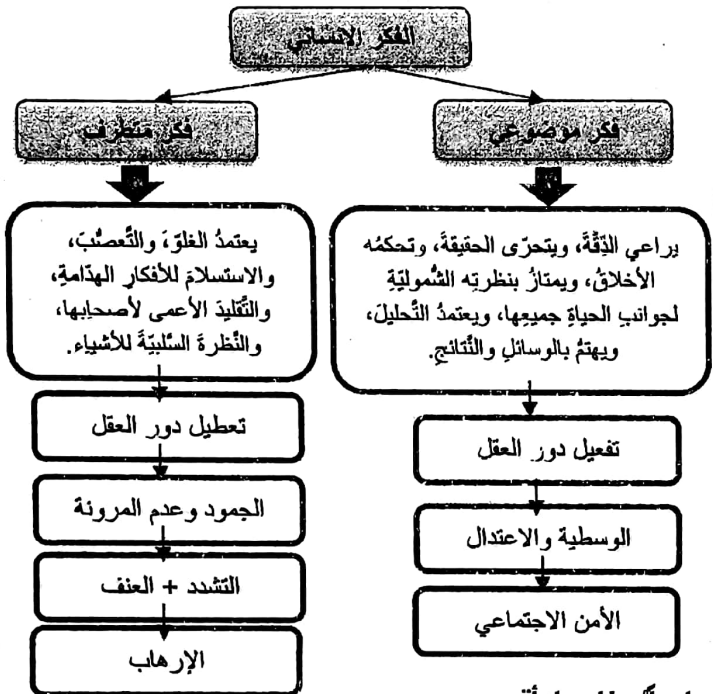 الفكر الإنساني
فكر موضوعي
فكر متطرف
يراعي الدِّقَّةَ، ويتحرّى الحقيقةَ، وتحكمُه
الأخلاقُ، ويمتازُ بنظرتِه الشُّموليّةِ
لجوانبِ الحياةِ جميعِها، ويعتمدُ التَّحليلَ،
ويهتمُّ بالوسائلِ والنَّتائجِ.
تفعيل دور العقل
الوسطية والاعتدال
الأمن الاجتماعي
يعتمدُ الغلوّ، والتَّعصُّبَ،
والاستسلامَ للأفكارِ الهدّامةِ،
والتَّقليدَ الأعمى لأصحابِها،
والنَّظرةَ السَّلبيّةَ للأشياءِ.
تعطيل دور العقل
الجمود وعدم المرونة
التشدد + العنف
الإرهاب